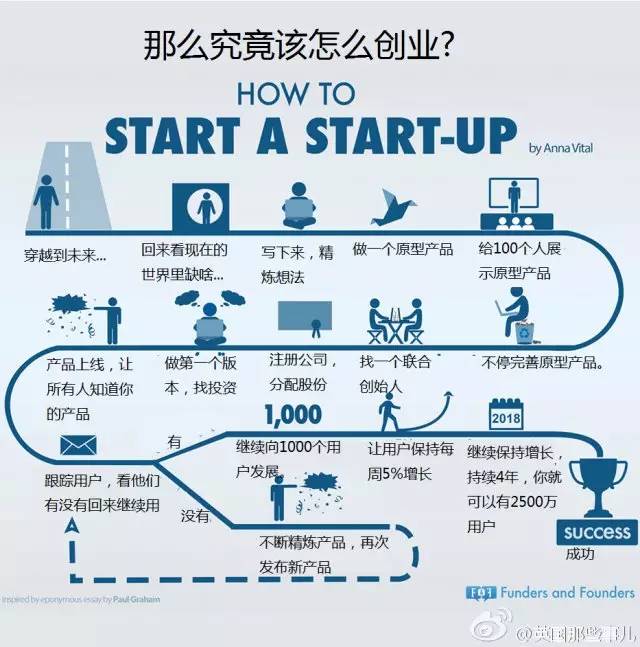 那么究竟该怎么创业?
HOW TO
START A START-UP
by Anna Vital
穿越到未来...
回来看现在的
世界里缺啥...
写下来，精
炼想法
做一个原型产品
给100个人展
示原型产品
不停完善原型产品。
找一个联合
创始人
注册公司，
分配股份
做第一个版
本，找投资
产品上线，让
所有人知道你
的产品
跟踪用户，看他们
有没有回来继续用
有
1,000
继续向1000个用
户发展。
让用户保持每
周5%增长
2018
继续保持增长，
持续4年，你就
可以有2500万
用户
success
成功
没有
不断精炼产品，再次
发布新产品
inspired by eponymous essay by Paul Graham
Funders and Founders
@英国那些事儿